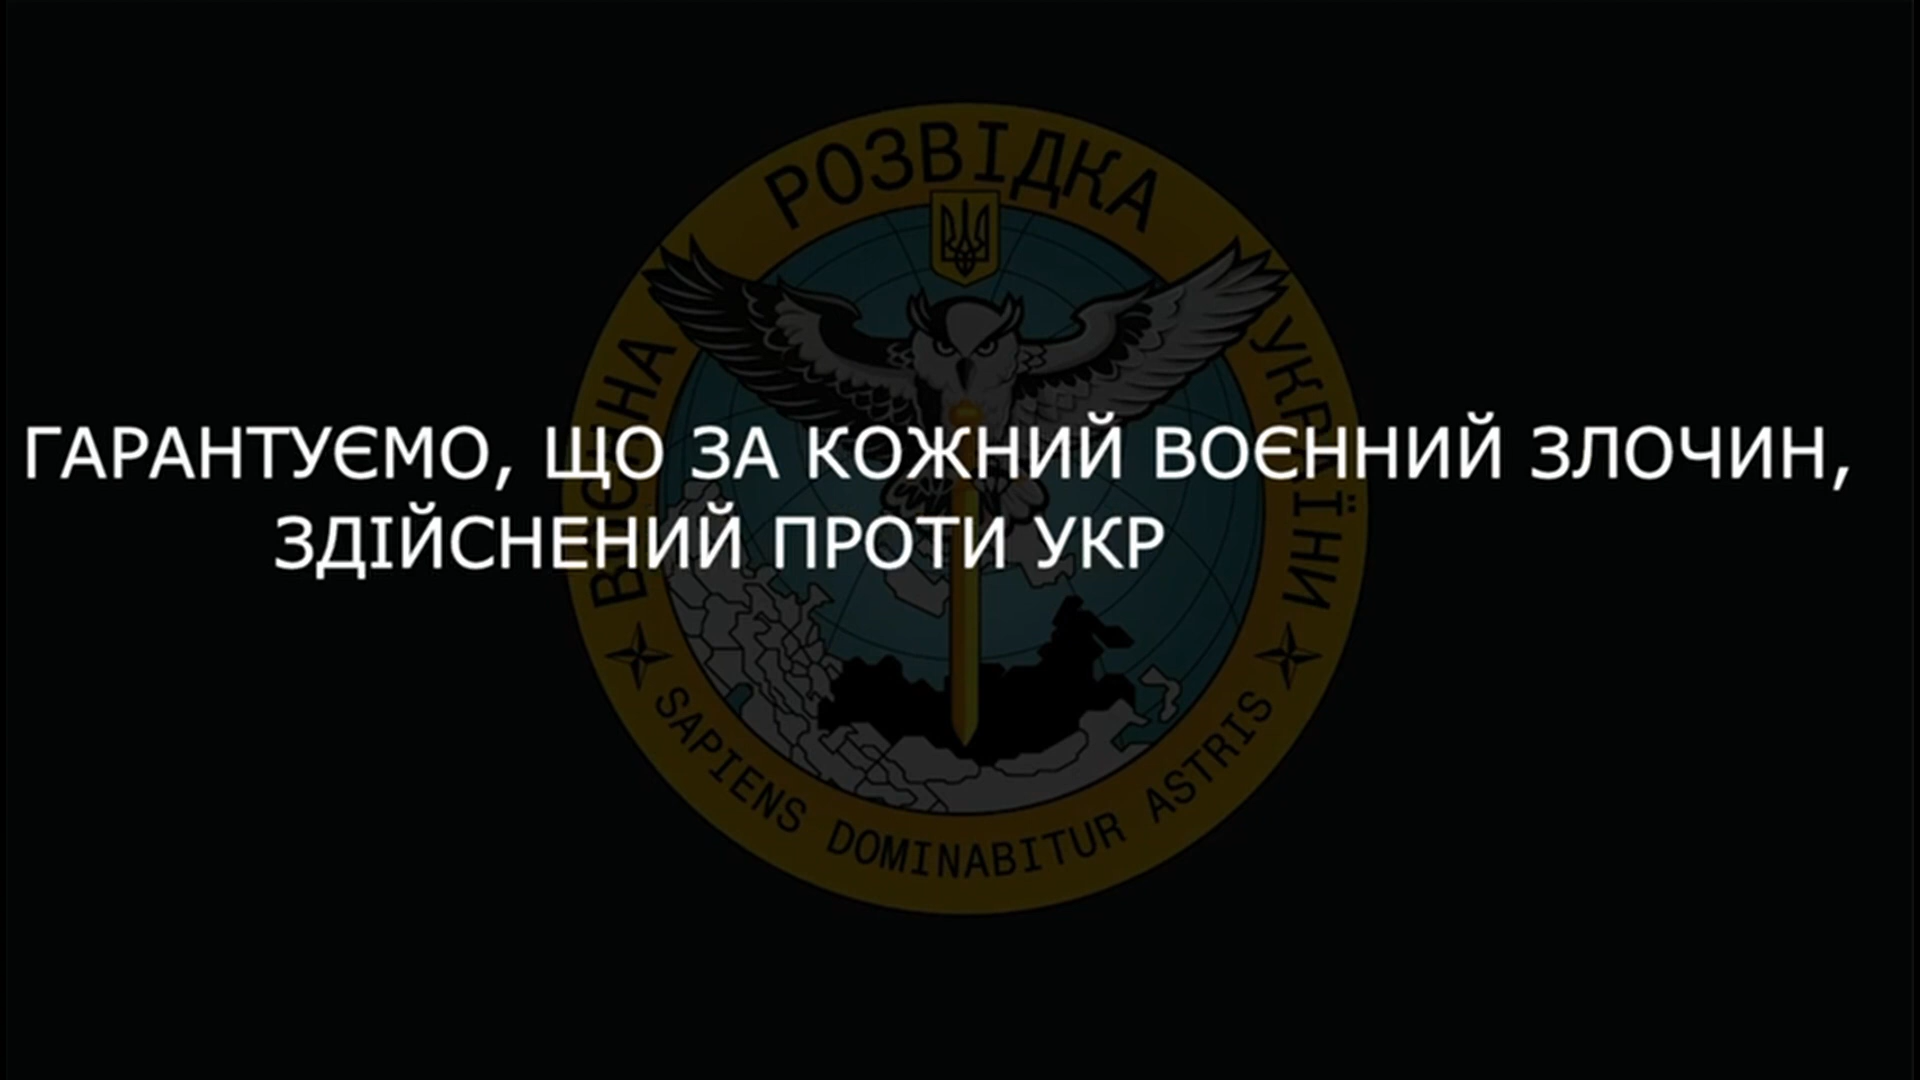 ВОЄННА РОЗВІДКА УКРАЇНИ
ГАРАНТУЄМО, ЩО ЗА КОЖНИЙ ВОЄННИЙ ЗЛОЧИН,
ЗДІЙСНЕНИЙ ПРОТИ УКР
SAPIENS DOMINABITUR ASTRIS